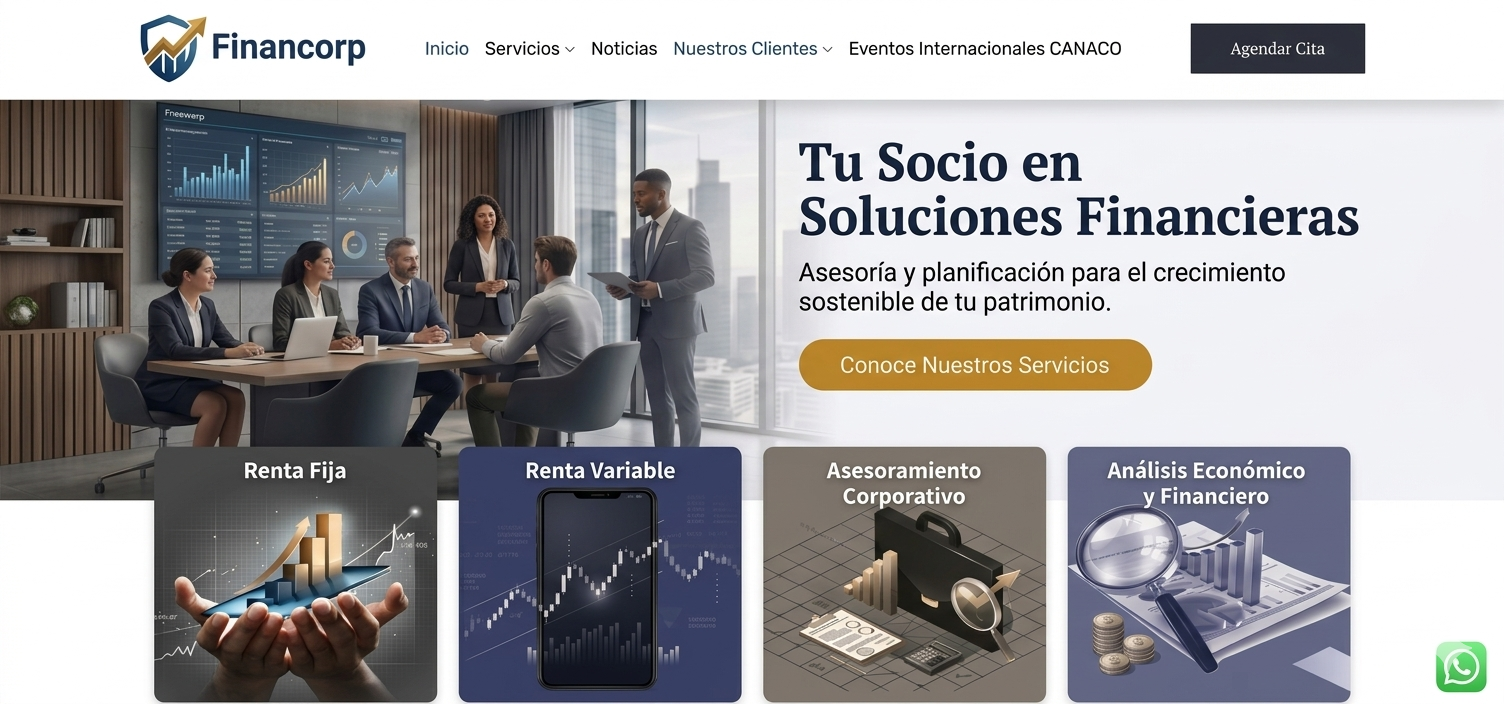 Financorp
Inicio
Servicios
Noticias
Nuestros Clientes
Eventos Internacionales CANACO
Agendar Cita
Fneewerp
Tu Socio en
Soluciones Financieras
Asesoría y planificación para el crecimiento
sostenible de tu patrimonio.
Conoce Nuestros Servicios
Renta Fija
Renta Variable
Asesoramiento
Corporativo
Análisis Económico
y Financiero